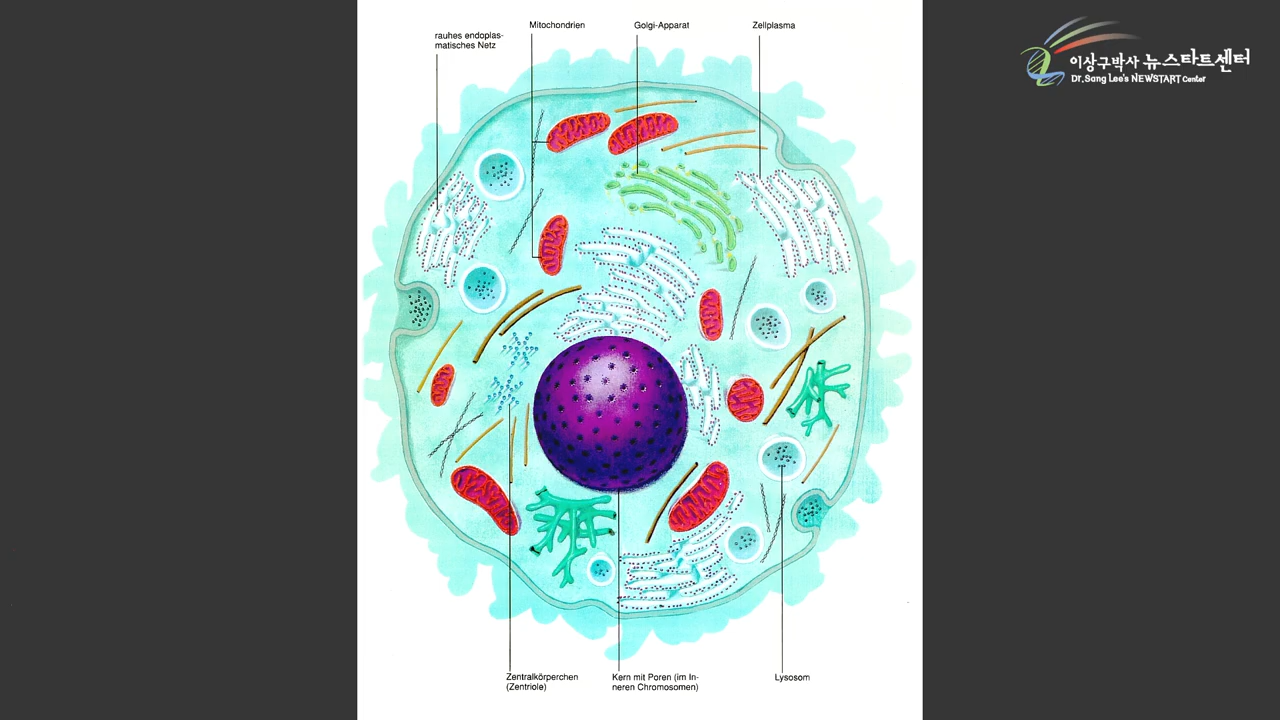 Mitochondrien
Golgi-Apparat
Zellplasma
rauhes endoplas-
matisches Netz
이상구박사 뉴스타트센터
Dr. Sang Lee's NEWSTART Center
Zentralkörperchen
(Zentriole)
Kern mit Poren (im In-
neren Chromosomen)
Lysosom